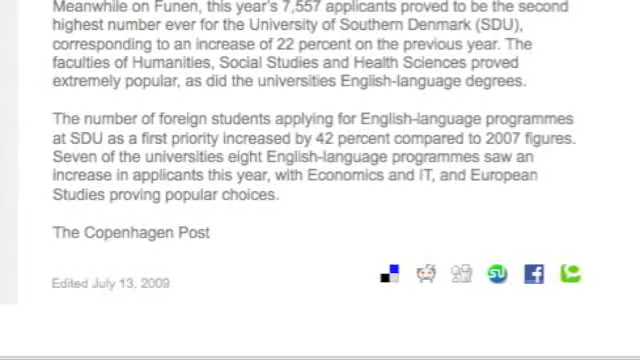 Meanwhile on Funen, this year's 7,557 applicants proved to be the second
highest number ever for the University of Southern Denmark (SDU),
corresponding to an increase of 22 percent on the previous year. The
faculties of Humanities, Social Studies and Health Sciences proved
extremely popular, as did the universities English-language degrees.
The number of foreign students applying for English-language programmes
at SDU as a first priority increased by 42 percent compared to 2007 figures.
Seven of the universities eight English-language programmes saw an
increase in applicants this year, with Economics and IT, and European
Studies proving popular choices.
The Copenhagen Post
Edited July 13, 2009